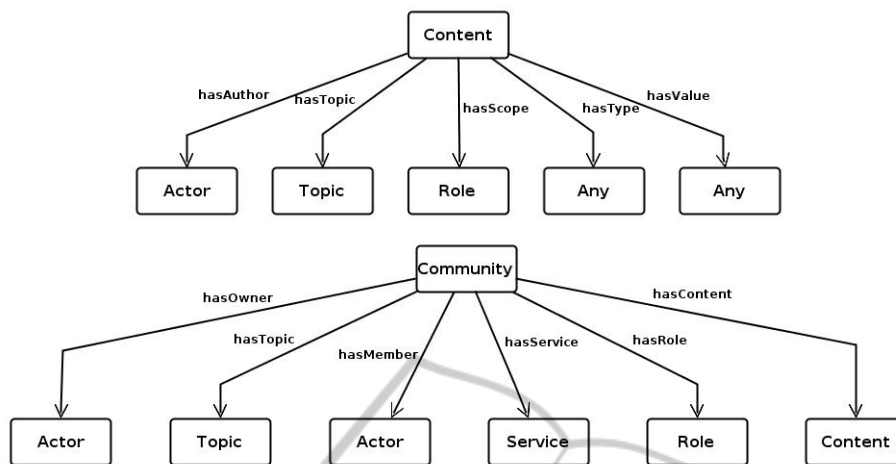 Content
hasAuthor
hasTopic
hasScope
hasType
hasValue
Actor
Topic
Role
Any
Any
Community
hasOwner
hasTopic
hasMember
hasService
hasRole
hasContent
Actor
Topic
Actor
Service
Role
Content